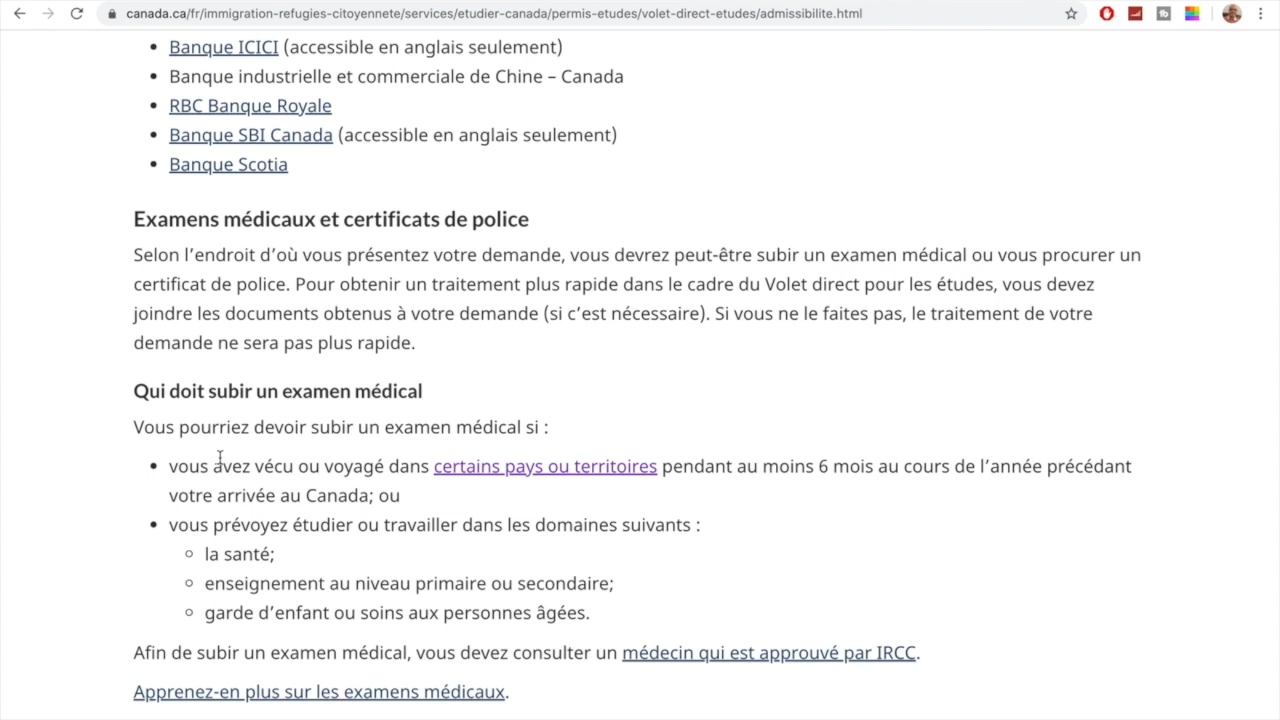 canada.ca/fr/immigration-refugies-citoyennete/services/etudier-canada/permis-etudes/volet-direct-etudes/admissibilite.html
• Banque ICICI (accessible en anglais seulement)
• Banque industrielle et commerciale de Chine – Canada
• RBC Banque Royale
• Banque SBI Canada (accessible en anglais seulement)
• Banque Scotia
Examens médicaux et certificats de police
Selon l’endroit d’où vous présentez votre demande, vous devrez peut-être subir un examen médical ou vous procurer un
certificat de police. Pour obtenir un traitement plus rapide dans le cadre du Volet direct pour les études, vous devez
joindre les documents obtenus à votre demande (si c’est nécessaire). Si vous ne le faites pas, le traitement de votre
demande ne sera pas plus rapide.
Qui doit subir un examen médical
Vous pourriez devoir subir un examen médical si :
• vous avez vécu ou voyagé dans certains pays ou territoires pendant au moins 6 mois au cours de l’année précédant
votre arrivée au Canada; ou
• vous prévoyez étudier ou travailler dans les domaines suivants :
○ la santé;
○ enseignement au niveau primaire ou secondaire;
○ garde d’enfant ou soins aux personnes âgées.
Afin de subir un examen médical, vous devez consulter un médecin qui est approuvé par IRCC.
Apprenez-en plus sur les examens médicaux.